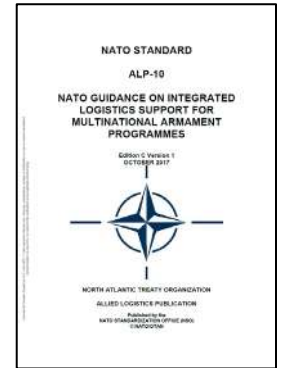 NATO STANDARD
ALP-10
NATO GUIDANCE ON INTEGRATED
LOGISTICS SUPPORT FOR
MULTINATIONAL ARMAMENT
PROGRAMMES
Edition C Version 1
OCTOBER 2017
NORTH ATLANTIC TREATY ORGANIZATION
ALLIED LOGISTICS PUBLICATION
Published by the
NATO STANDARDIZATION OFFICE (NSO)
© NATO/OTAN